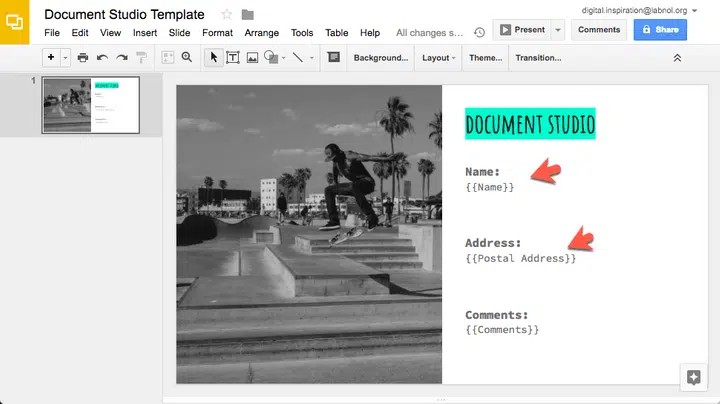 Document Studio Template
digital.inspiration@labnol.org
File Edit View Insert Slide Format Arrange Tools Table Help All changes s
Present
Comments
Share
Background...
Layout
Theme...
Transition...
1
DOCUMENT STUDIO
Name:
{{Name}}
Address:
{{Postal Address}}
Comments:
{{Comments}}